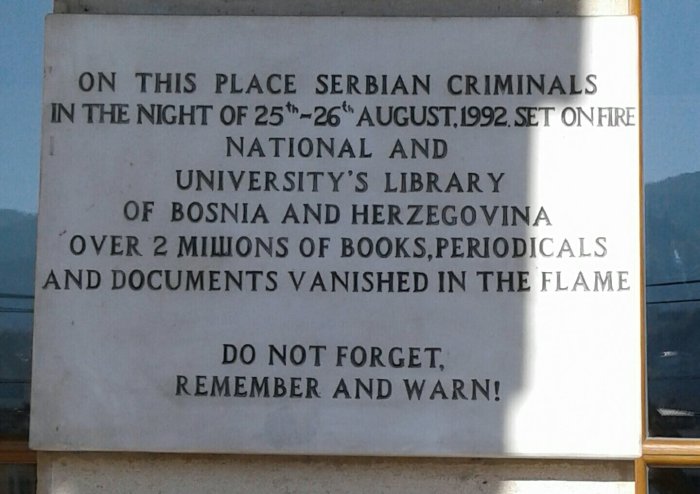 ON THIS PLACE SERBIAN CRIMINALS
IN THE NIGHT OF 25th-26th AUGUST,1992. SET ON FIRE
NATIONAL AND
UNIVERSITY'S LIBRARY
OF BOSNIA AND HERZEGOVINA
OVER 2 MILLIONS OF BOOKS,PERIODICALS
AND DOCUMENTS VANISHED IN THE FLAME
DO NOT FORGET,
REMEMBER AND WARN!